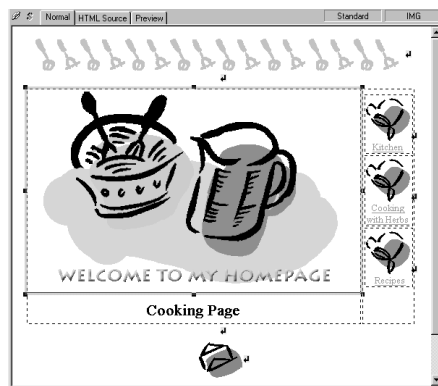 Normal HTML Source Preview Standard IMG
Kitchen
Cooking
with Herbs
Recipes
WELCOME TO MY HOMEPAGE
Cooking Page